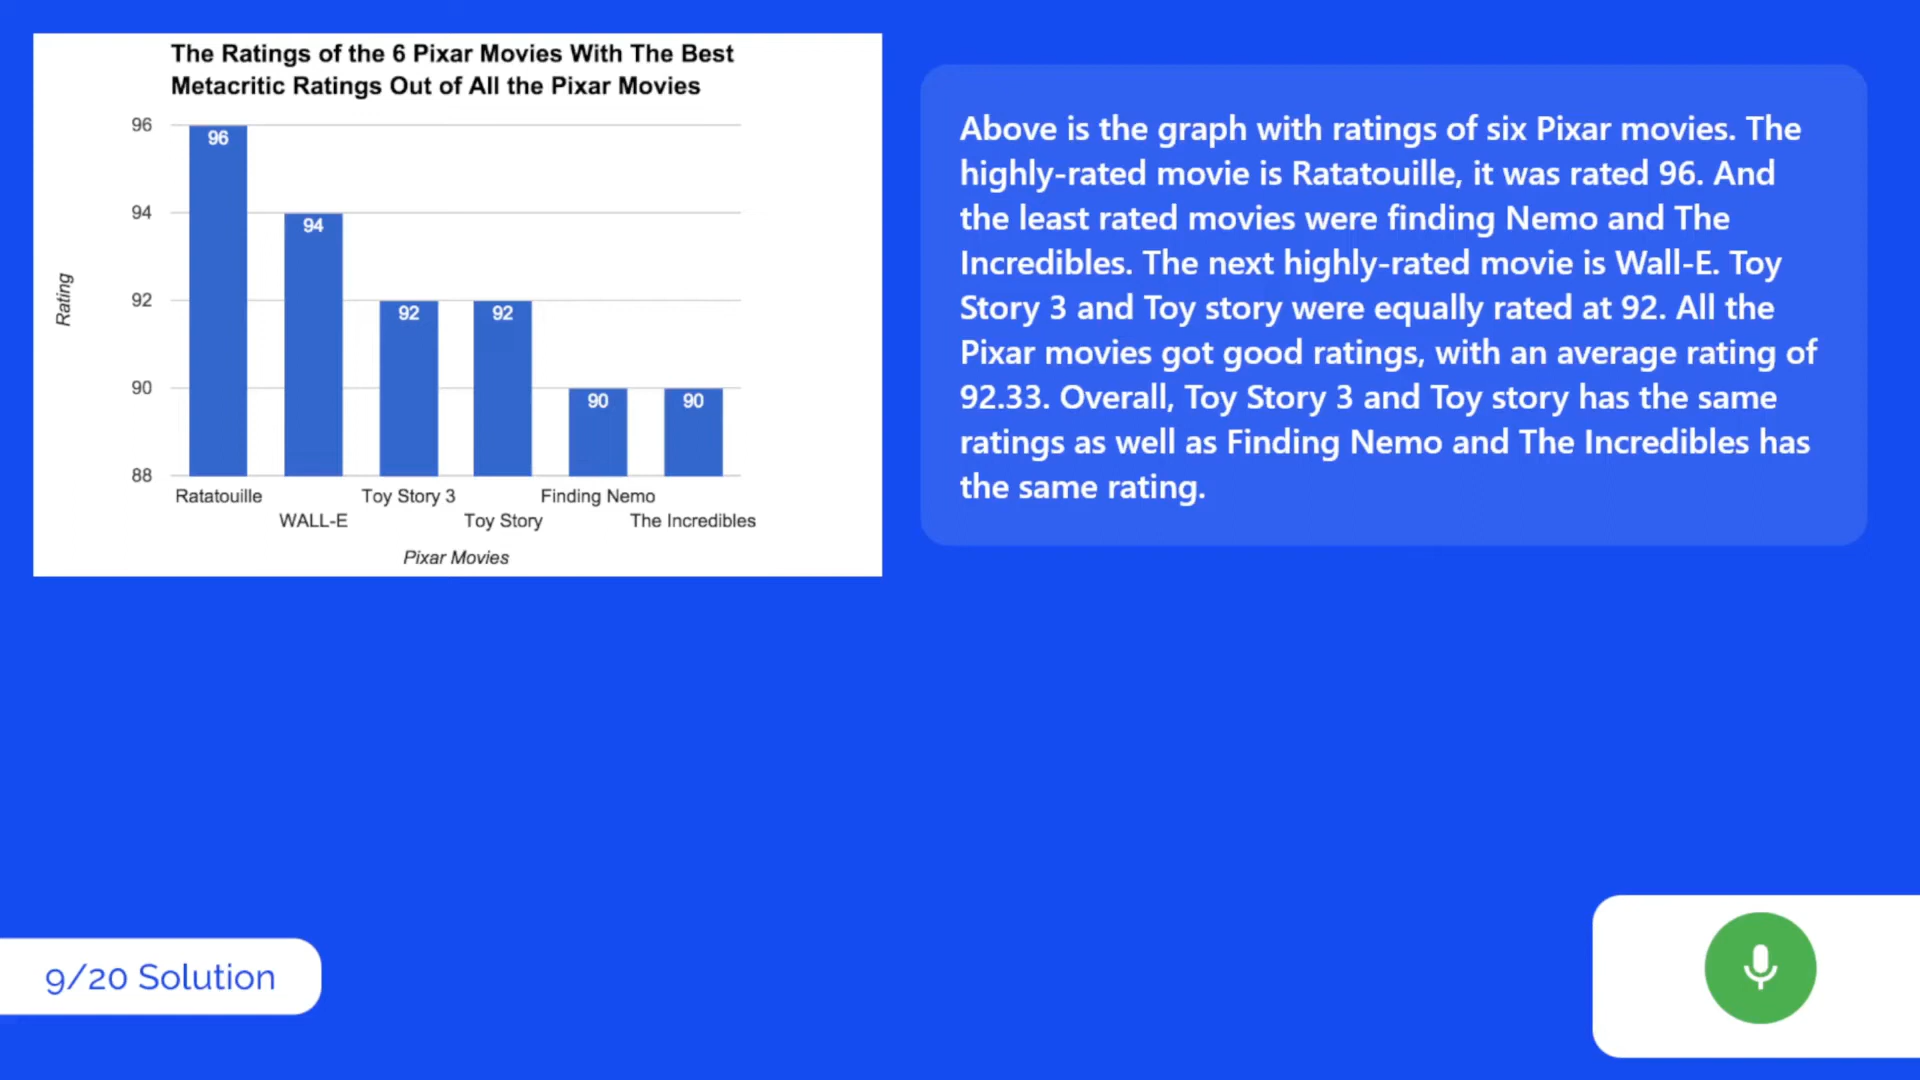 The Ratings of the 6 Pixar Movies With The Best
Metacritic Ratings Out of All the Pixar Movies
96
94
92
90
88
Rating
96
94
92
92
90
90
Ratatouille
WALL-E
Toy Story 3
Toy Story
Finding Nemo
The Incredibles
Pixar Movies
Above is the graph with ratings of six Pixar movies. The
highly-rated movie is Ratatouille, it was rated 96. And
the least rated movies were finding Nemo and The
Incredibles. The next highly-rated movie is Wall-E. Toy
Story 3 and Toy story were equally rated at 92. All the
Pixar movies got good ratings, with an average rating of
92.33. Overall, Toy Story 3 and Toy story has the same
ratings as well as Finding Nemo and The Incredibles has
the same rating.
9/20 Solution